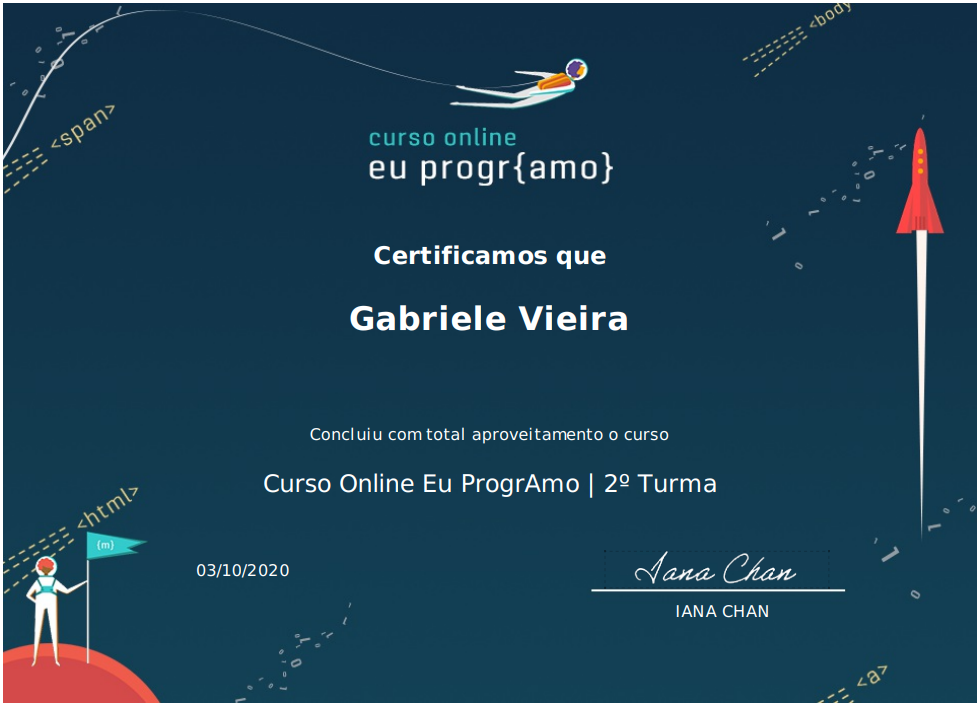 <body
<span>
curso online
eu progr{amo}
Certificamos que
Gabriele Vieira
Concluiu com total aproveitamento o curso
Curso Online Eu ProgrAmo | 2º Turma
<html>
{m}
03/10/2020
Iana Chan
IANA CHAN
<a>